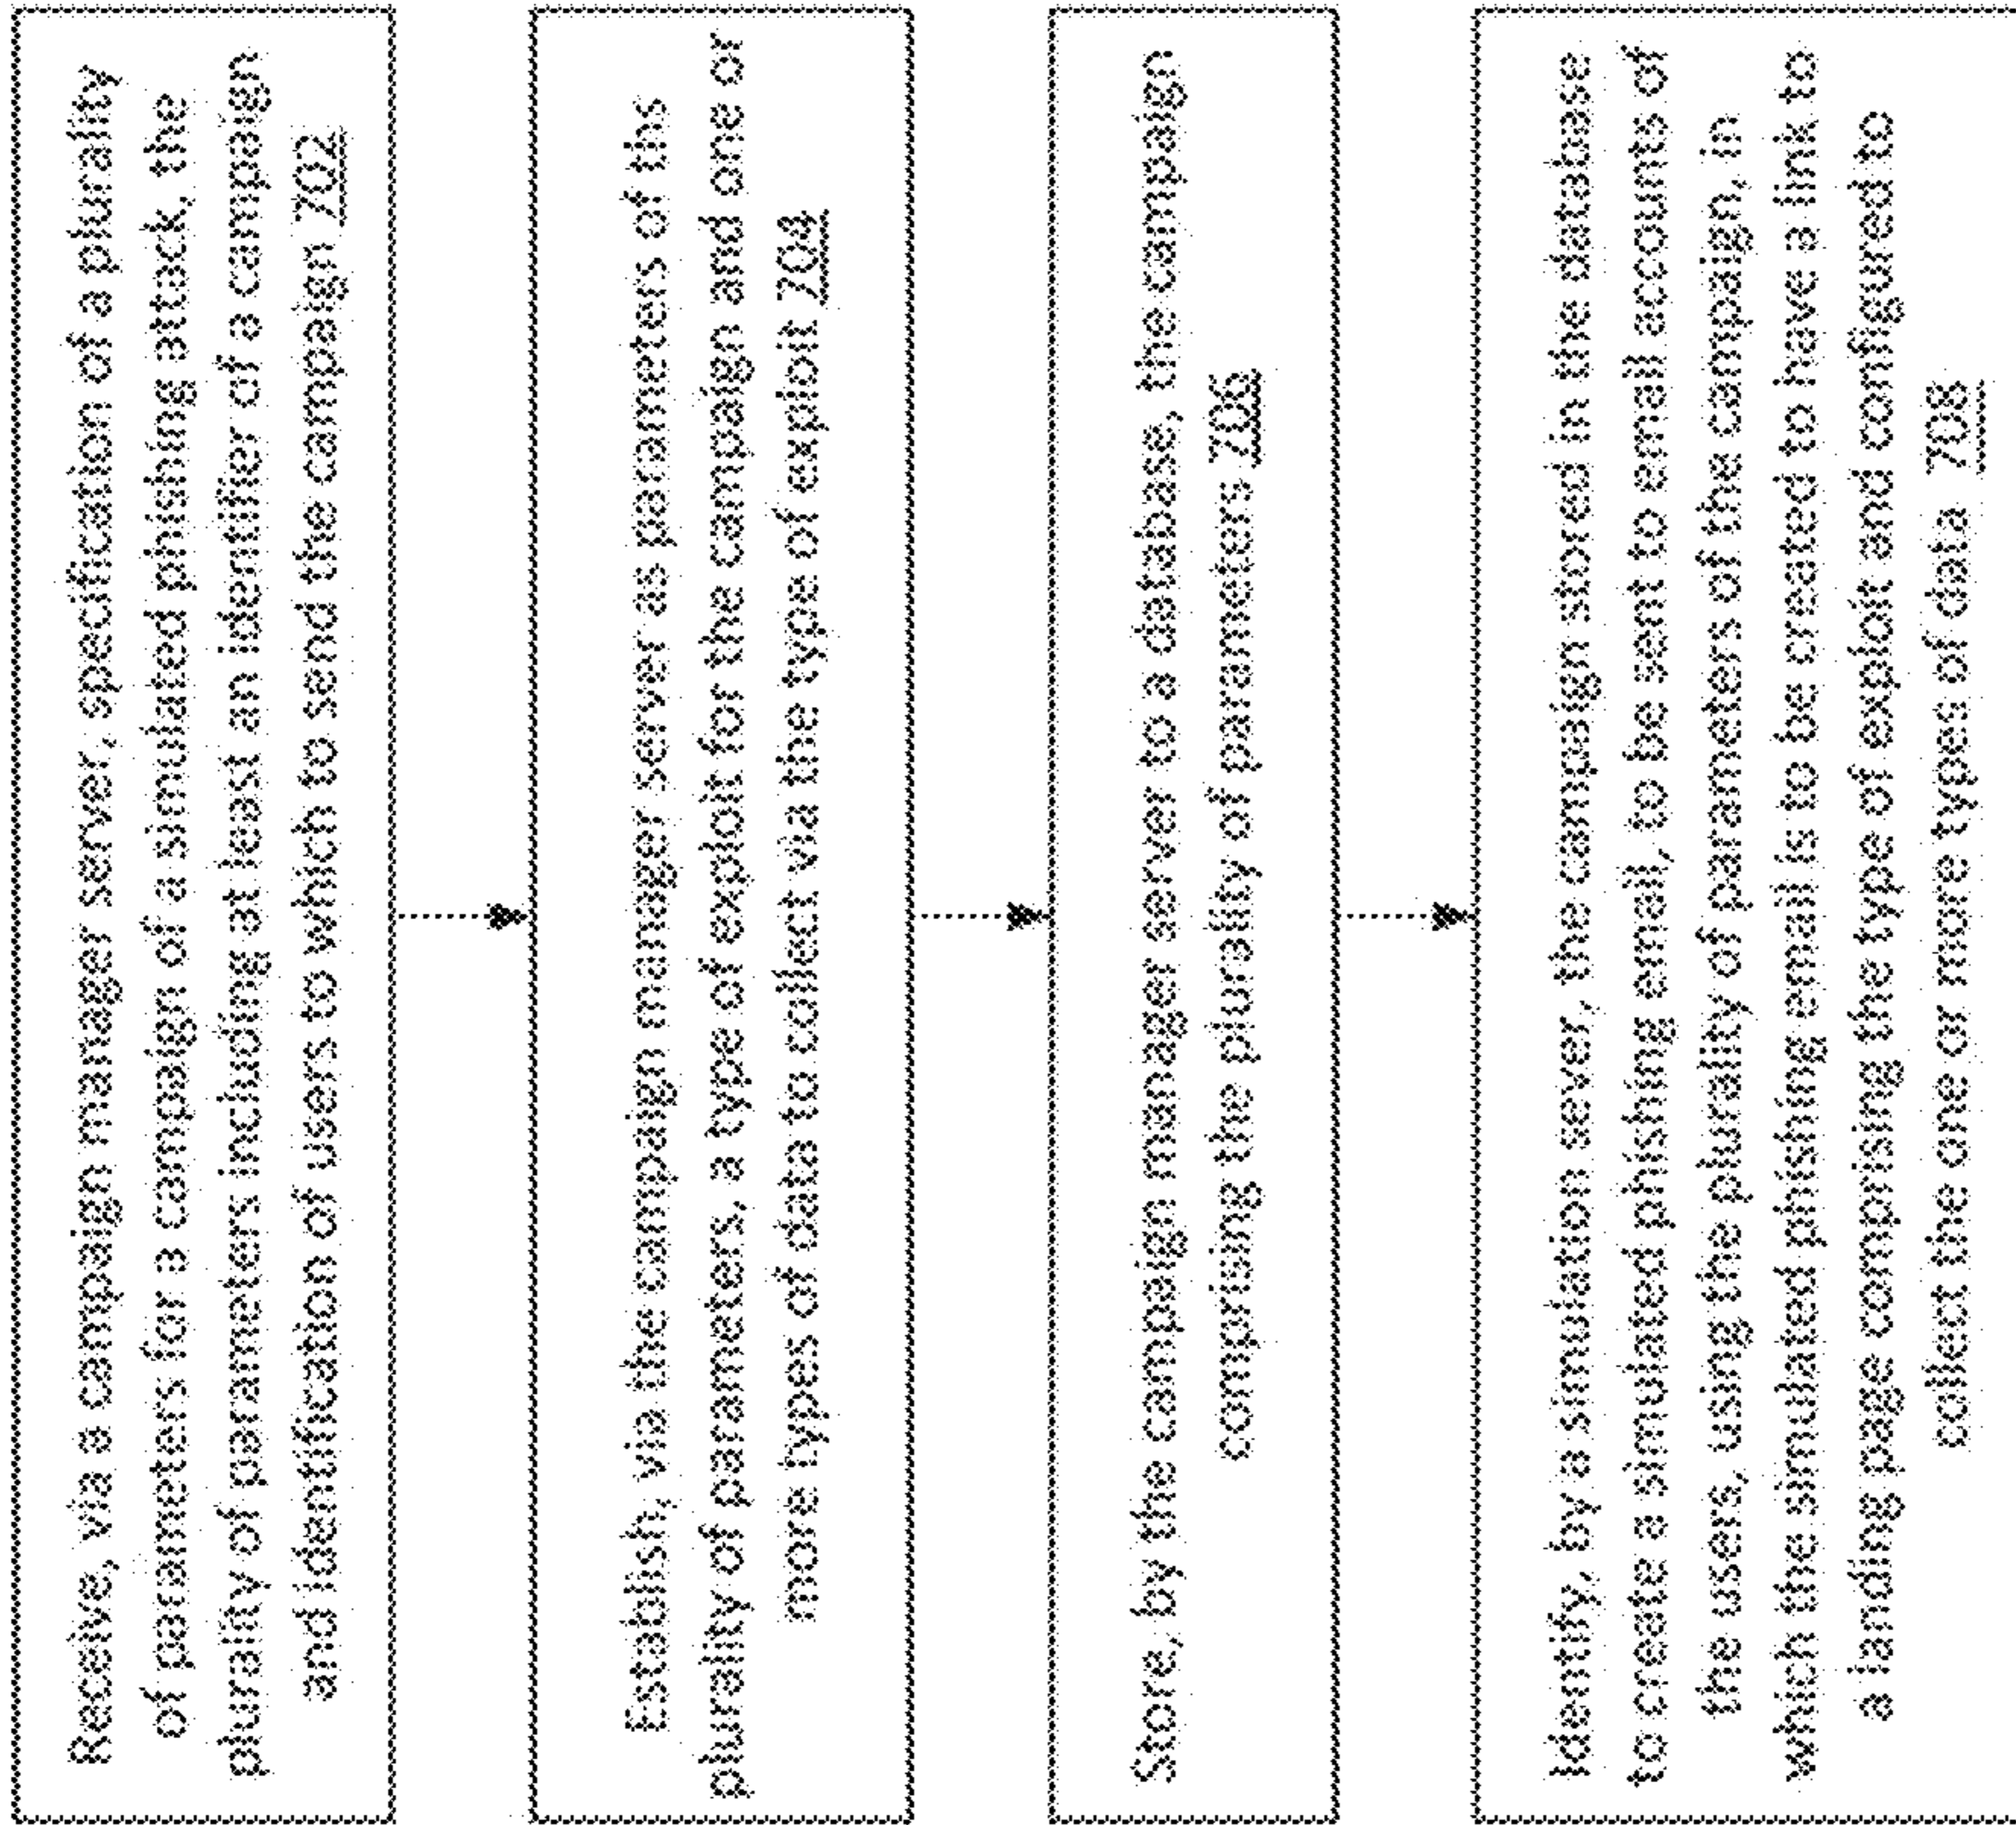 Receive, via a campaign manager server, specification of a plurality
of parameters for a campaign of a simulated phishing attack, the
plurality of parameters including at least an identifier of a campaign
and identification of users to which to send the campaign 702
Establish, via the campaign manager server as parameters of the
plurality of parameters, a type of exploit for the campaign and one or
more types of data to collect via the type of exploit 704
Store, by the campaign manager server to a database, the campaign
comprising the plurality of parameters 706
Identify, by a simulation sever, the campaign stored in the database
to create a simulated phishing email, to be sent to email accounts of
the users, using the plurality of parameters of the campaign, in
which the simulated phishing email is to be created to have a link to
a landing page comprising the type of exploit and configured to
collect the one or more types of data 708